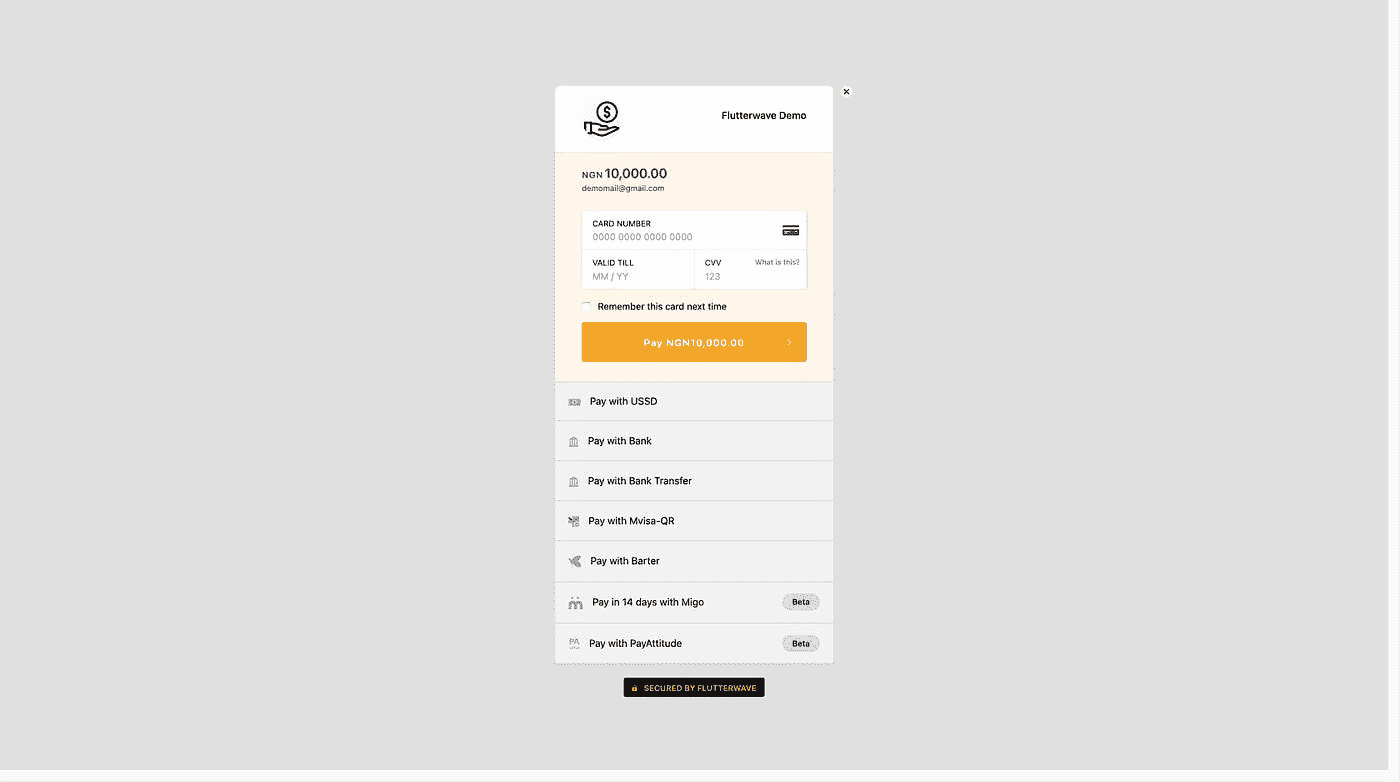 Flutterwave Demo
NGN 10,000.00
demomail@gmail.com
CARD NUMBER
0000 0000 0000 0000
VALID TILL
MM / YY
CVV
What is this?
123
Remember this card next time
Pay NGN10,000.00
Pay with USSD
Pay with Bank
Pay with Bank Transfer
Pay with Mvisa-QR
Pay with Barter
Pay in 14 days with Migo
Beta
PA
Pay with PayAttitude
Beta
SECURED BY FLUTTERWAVE